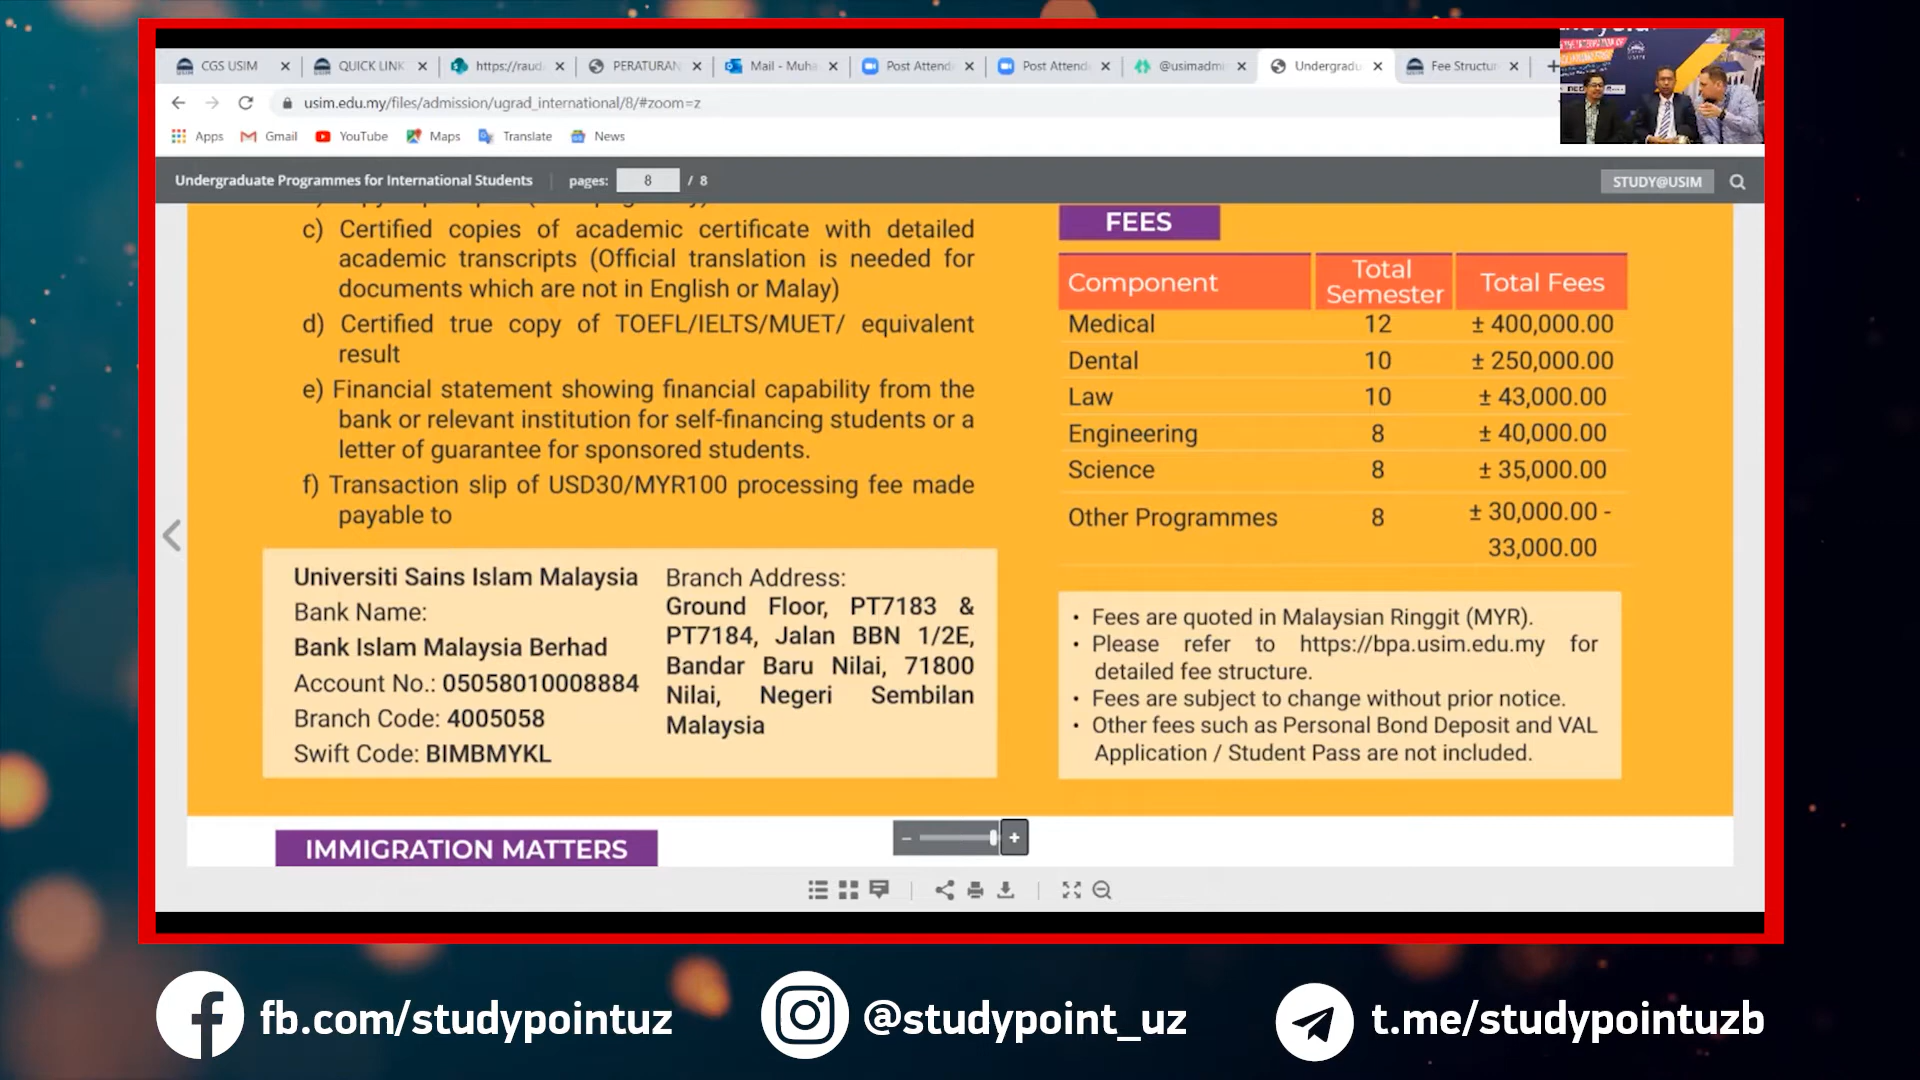 CGS USIM
QUICK LINK
https://raud
PERATURAN
Mail - Muha
Post Attend
Post Attend
@usimadmi
Undergradu
Fee Structur
usim.edu.my/files/admission/ugrad_international/8/#zoom=z
Apps
Gmail
YouTube
Maps
Translate
News
Undergraduate Programmes for International Students
pages: 8 / 8
STUDY@USIM
c) Certified copies of academic certificate with detailed
academic transcripts (Official translation is needed for
documents which are not in English or Malay)
d) Certified true copy of TOEFL/IELTS/MUET/ equivalent
result
e) Financial statement showing financial capability from the
bank or relevant institution for self-financing students or a
letter of guarantee for sponsored students.
f) Transaction slip of USD30/MYR100 processing fee made
payable to
Universiti Sains Islam Malaysia
Bank Name:
Bank Islam Malaysia Berhad
Account No.: 05058010008884
Branch Code: 4005058
Swift Code: BIMBMYKL
Branch Address:
Ground Floor, PT7183 &
PT7184, Jalan BBN 1/2E,
Bandar Baru Nilai, 71800
Nilai, Negeri Sembilan
Malaysia
FEES
Component Total Semester Total Fees
Medical 12 ± 400,000.00
Dental 10 ± 250,000.00
Law 10 ± 43,000.00
Engineering 8 ± 40,000.00
Science 8 ± 35,000.00
Other Programmes 8 ± 30,000.00 -
33,000.00
• Fees are quoted in Malaysian Ringgit (MYR).
• Please refer to https://bpa.usim.edu.my for
detailed fee structure.
• Fees are subject to change without prior notice.
• Other fees such as Personal Bond Deposit and VAL
Application / Student Pass are not included.
IMMIGRATION MATTERS
fb.com/studypointuz
@studypoint_uz
t.me/studypointuzb